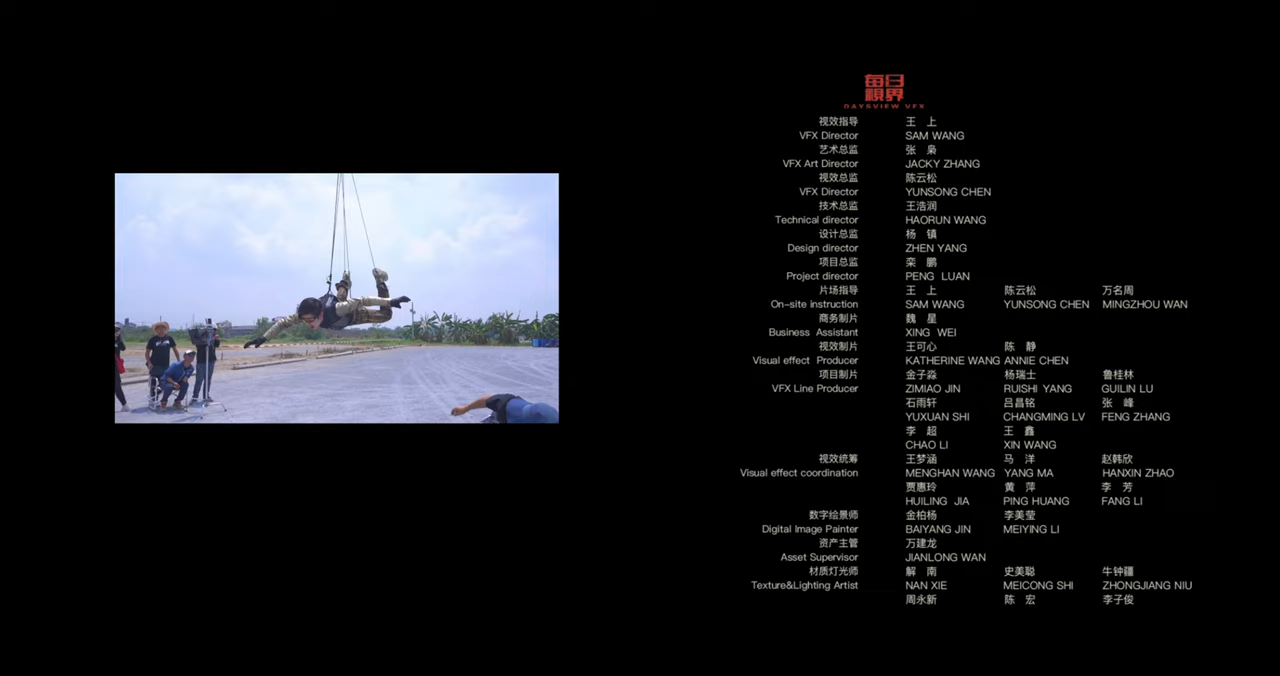 每日
視界
DAYSVIEW VFX
视效指导 王 上
VFX Director SAM WANG
艺术总监 张 枭
VFX Art Director JACKY ZHANG
视效总监 陈云松
VFX Director YUNSONG CHEN
技术总监 王浩润
Technical director HAORUN WANG
设计总监 杨 镇
Design director ZHEN YANG
项目总监 栾 鹏
Project director PENG LUAN
片场指导 王 上 陈云松 万名周
On-site instruction SAM WANG YUNSONG CHEN MINGZHOU WAN
商务制片 魏 星
Business Assistant XING WEI
视效制片 王可心 陈 静
Visual effect Producer KATHERINE WANG ANNIE CHEN
项目制片 金子淼 杨瑞士 鲁桂林
VFX Line Producer ZIMIAO JIN RUISHI YANG GUILIN LU
石雨轩 吕昌铭 张 峰
YUXUAN SHI CHANGMING LV FENG ZHANG
李 超 王 鑫
CHAO LI XIN WANG
视效统筹 王梦涵 马 洋 赵韩欣
Visual effect coordination MENGHAN WANG YANG MA HANXIN ZHAO
贾惠玲 黄 萍 李 芳
HUILING JIA PING HUANG FANG LI
数字绘景师 金柏杨 李美莹
Digital Image Painter BAIYANG JIN MEIYING LI
资产主管 万建龙
Asset Supervisor JIANLONG WAN
材质灯光师 解 南 史美聪 牛钟疆
Texture&Lighting Artist NAN XIE MEICONG SHI ZHONGJIANG NIU
周永新 陈 宏 李子俊